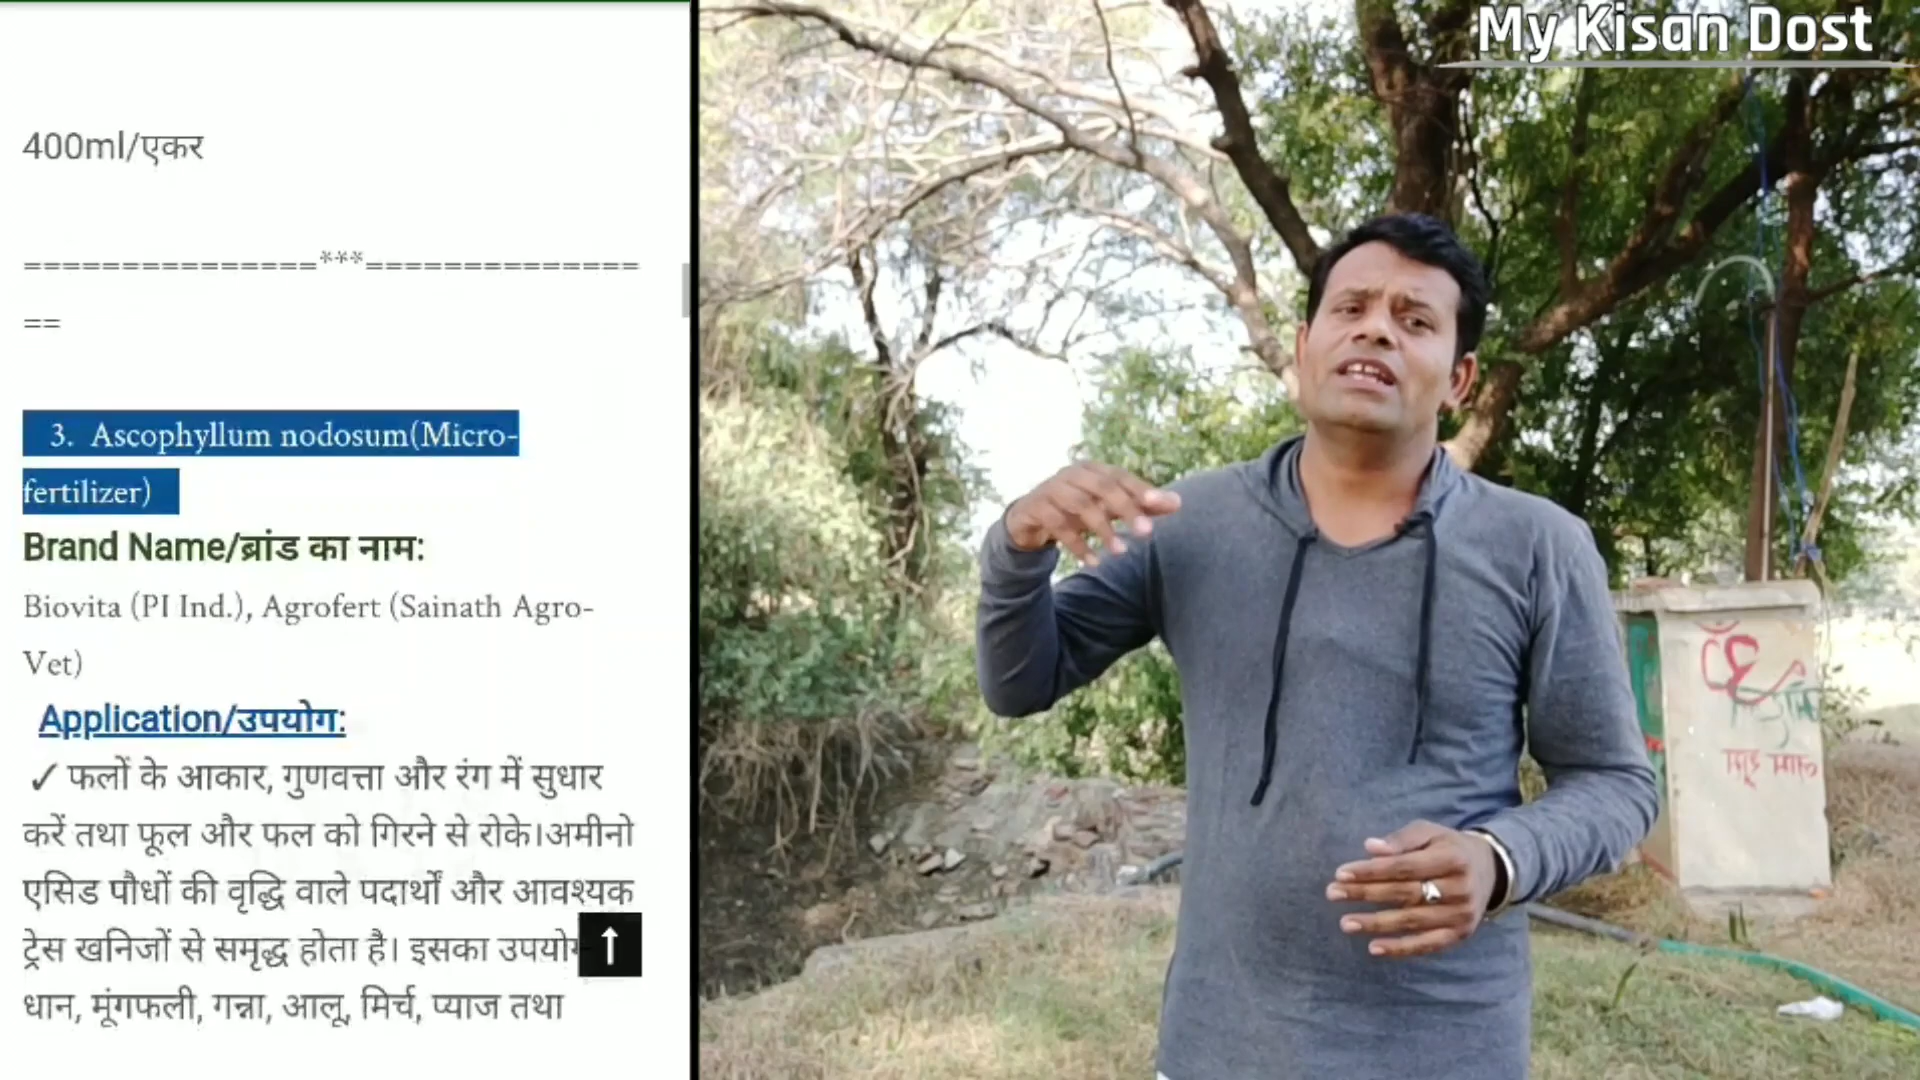 My Kisan Dost
400ml/एकर
===============***==============
==
3. Ascophyllum nodosum(Micro-
fertilizer)
Brand Name/ब्रांड का नाम:
Biovita (PI Ind.), Agrofert (Sainath Agro-
Vet)
Application/उपयोग:
✓ फलों के आकार, गुणवत्ता और रंग में सुधार
करें तथा फूल और फल को गिरने से रोके।अमीनो
एसिड पौधों की वृद्धि वाले पदार्थों और आवश्यक
ट्रेस खनिजों से समृद्ध होता है। इसका
धान, मूंगफली, गन्ना, आलू, मिर्च, प्याज तथा